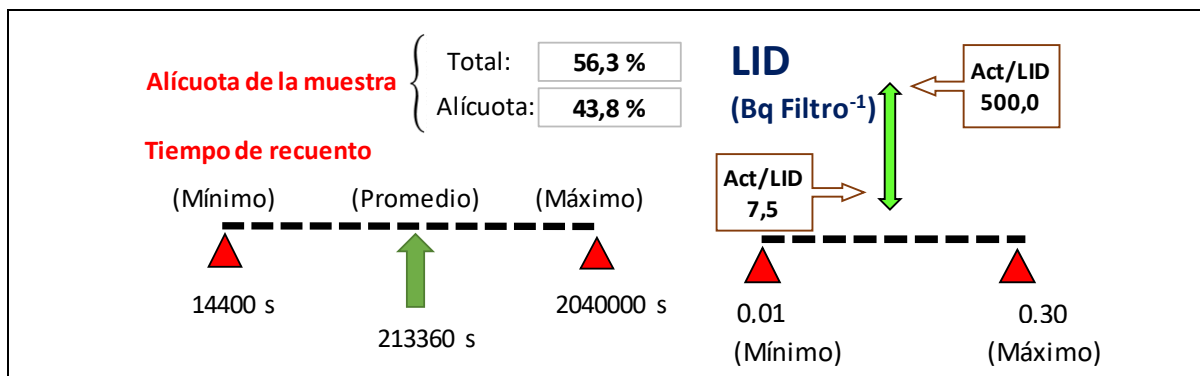 Alícuota de la muestra
Total: 56,3 %
Alícuota: 43,8 %
Tiempo de recuento
(Mínimo) (Promedio) (Máximo)
14400 s
213360 s
2040000 s
LID
(Bq Filtro-1)
Act/LID
500,0
Act/LID
7,5
0,01
(Mínimo)
0,30
(Máximo)